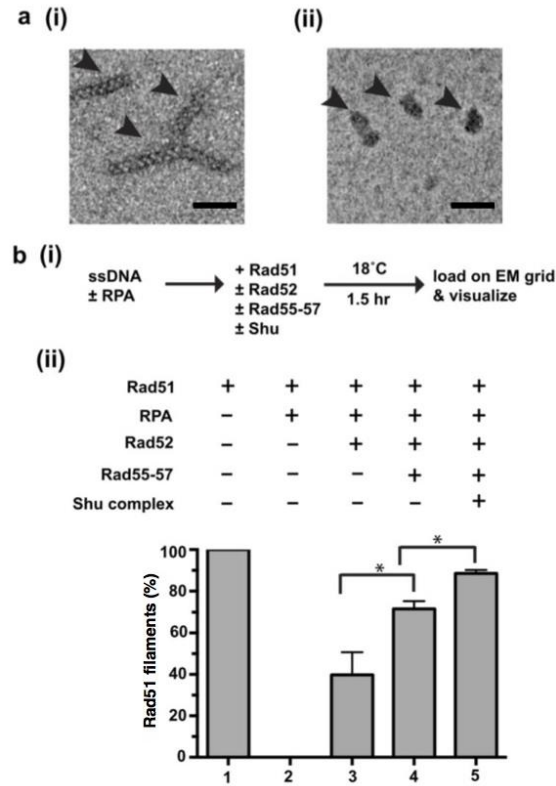 a (i) (ii)
b (i)
ssDNA
± RPA
+ Rad51
± Rad52
± Rad55-57
± Shu
18˚C
1.5 hr
load on EM grid
& visualize
(ii)
Rad51 + + + + +
RPA – + + + +
Rad52 – – + + +
Rad55-57 – – – + +
Shu complex – – – – +
Rad51 filaments (%)
100
80
60
40
20
0
* *
1 2 3 4 5